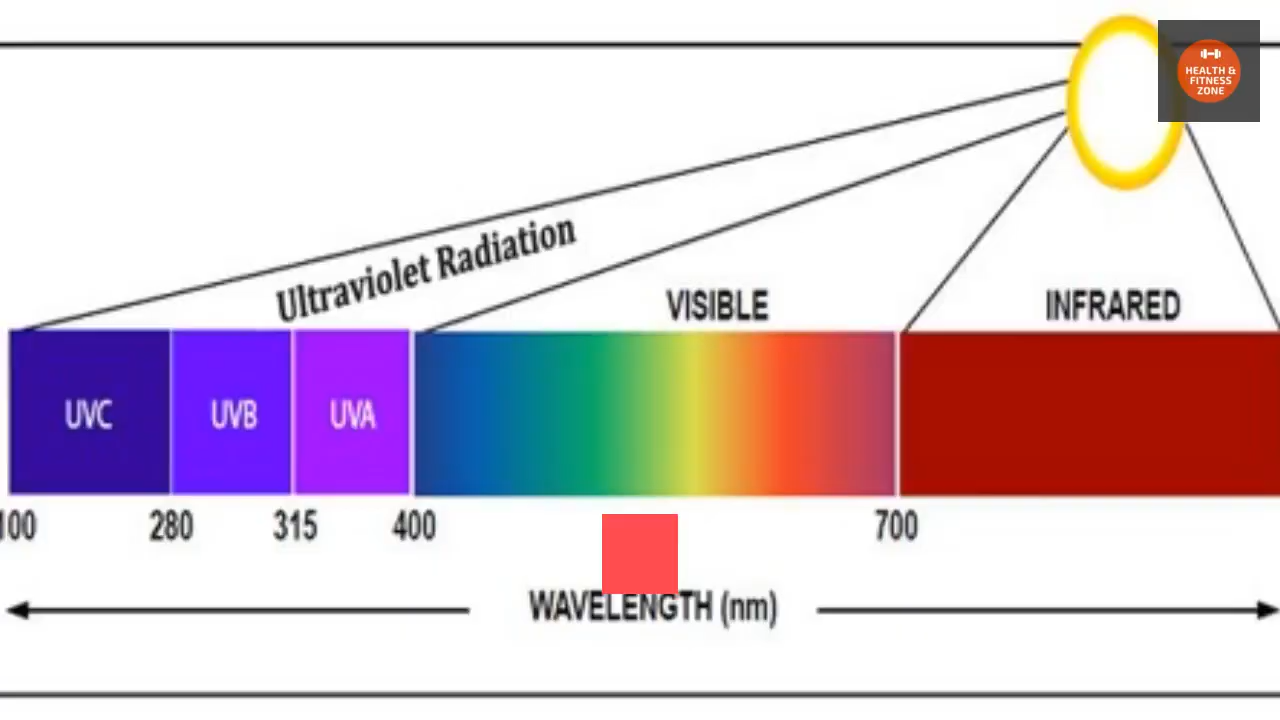 HEALTH &
FITNESS
ZONE
Ultraviolet Radiation
VISIBLE
INFRARED
UVC
UVB
UVA
100
280
315
400
700
WAVELENGTH (nm)